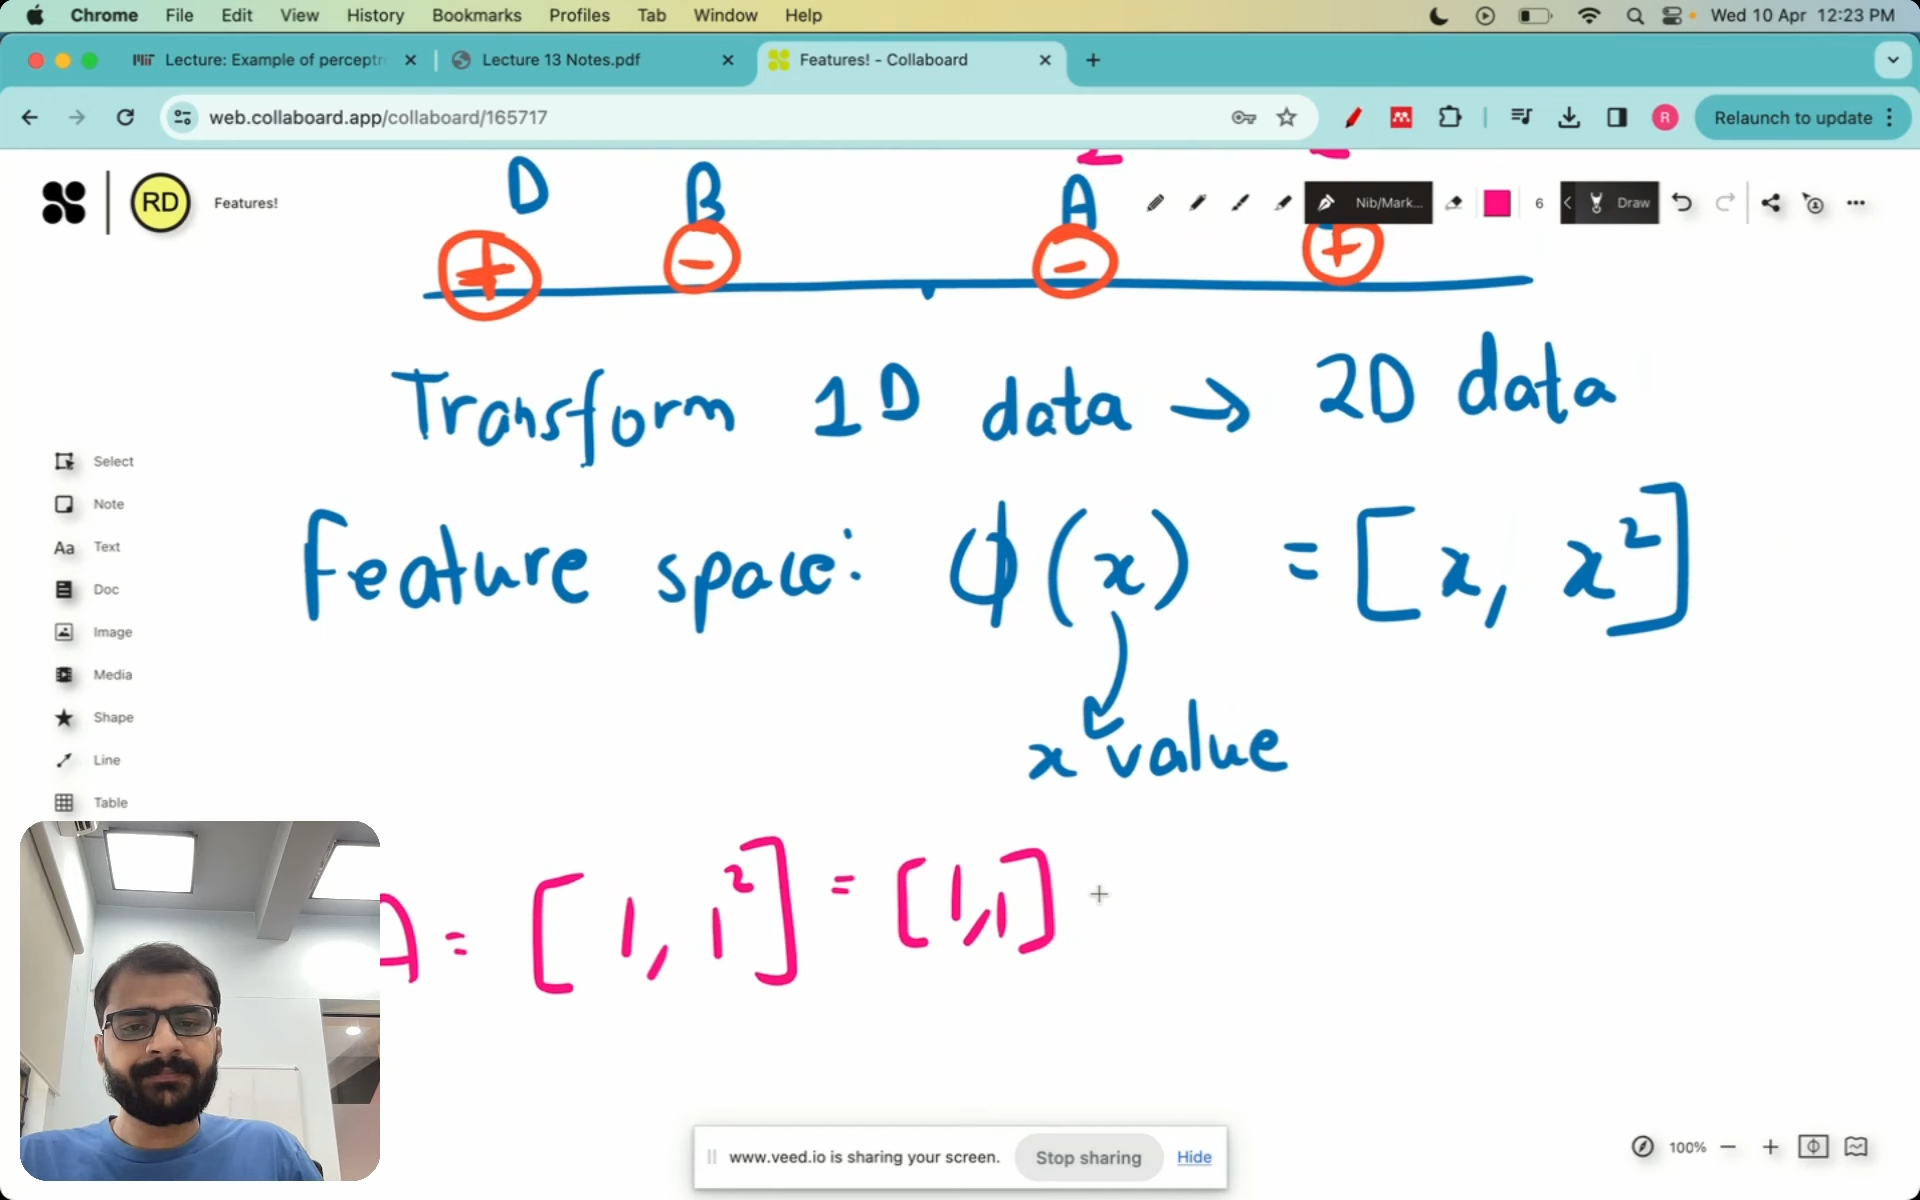 Chrome File Edit View History Bookmarks Profiles Tab Window Help Wed 10 Apr 12:23 PM
Lecture: Example of perceptr Lecture 13 Notes.pdf Features! - Collaboard
web.collaboard.app/collaboard/165717 R Relaunch to update
RD Features! Nib/Mark... 6 Draw
D B A
+ - - +
Transform 1D data → 2D data
Feature space: ϕ(x) = [x, x²]
x value
Select
Note
Aa Text
Doc
Image
Media
Shape
Line
Table
A = [1, 1²] = [1,1]
www.veed.io is sharing your screen. Stop sharing Hide
100%